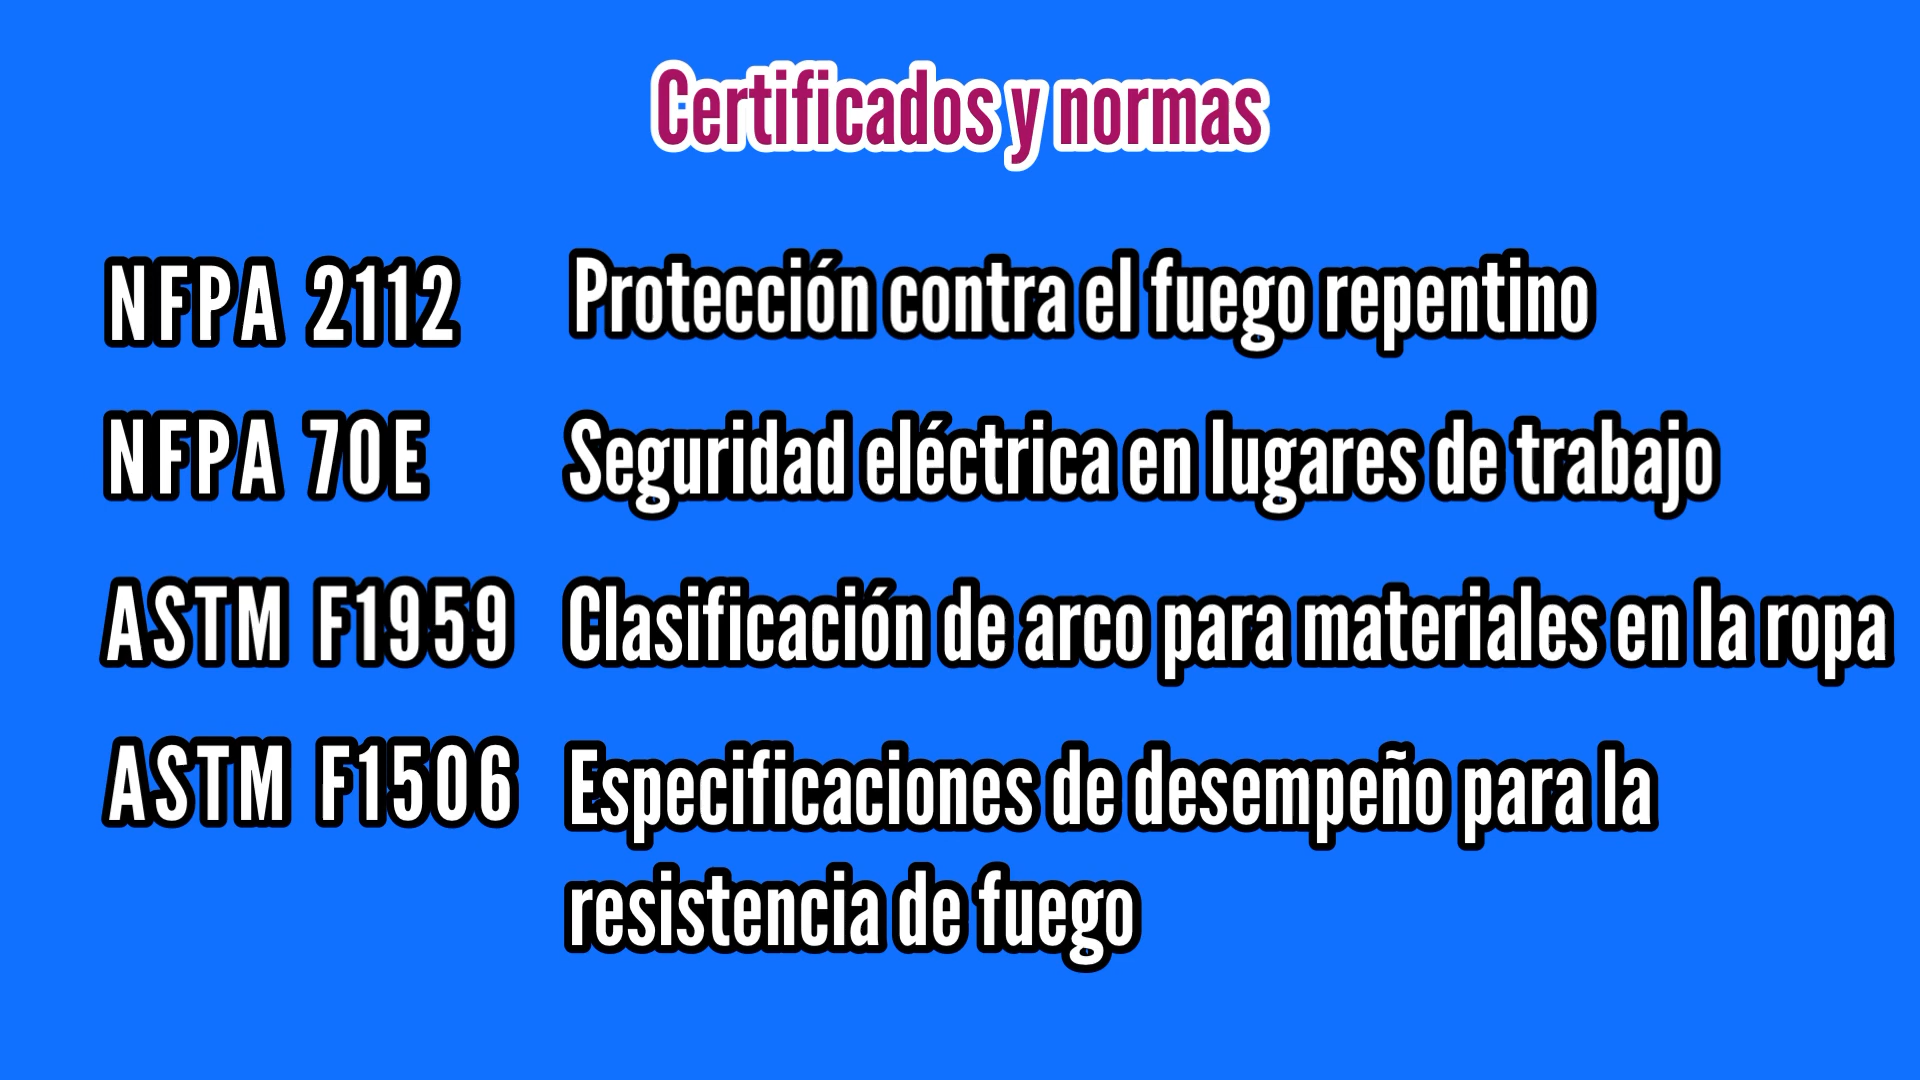 Certificados y normas
NFPA 2112 Protección contra el fuego repentino
NFPA 70E Seguridad eléctrica en lugares de trabajo
ASTM F1959 Clasificación de arco para materiales en la ropa
ASTM F1506 Especificaciones de desempeño para la
resistencia de fuego